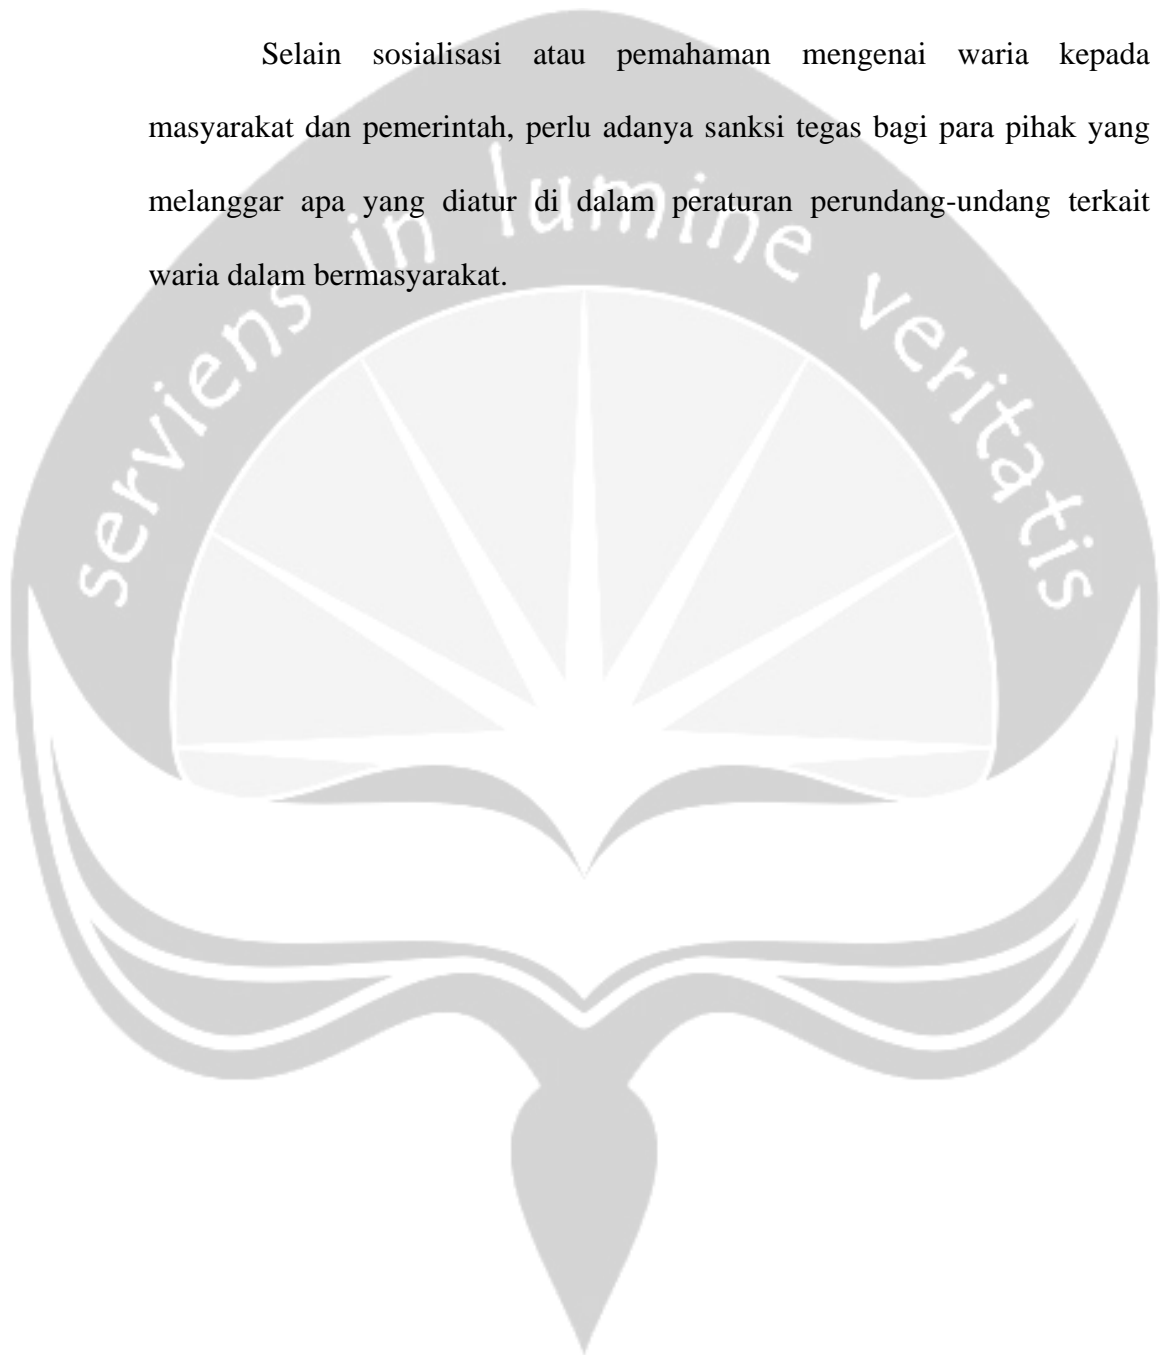 Selain sosialisasi atau pemahaman mengenai waria kepada
masyarakat dan pemerintah, perlu adanya sanksi tegas bagi para pihak yang
melanggar apa yang diatur di dalam peraturan perundang-undang terkait
waria dalam bermasyarakat.
serviens in lumine veritatis